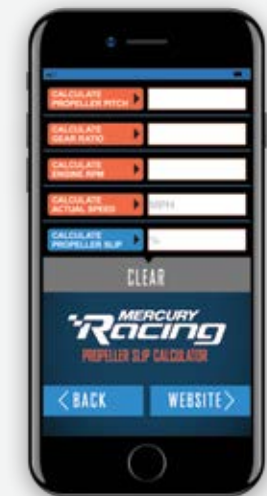 CALCULATE
PROPELLER PITCH
CALCULATE
GEAR RATIO
CALCULATE
ENGINE RPM
CALCULATE
ACTUAL SPEED
MPH
CALCULATE
PROPELLER SLIP
%
CLEAR
MERCURY
Racing
PROPELLER SLIP CALCULATOR
< BACK
WEBSITE >